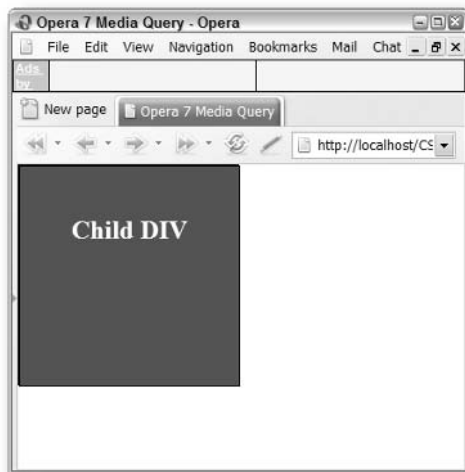 Opera 7 Media Query - Opera
File Edit View Navigation Bookmarks Mail Chat
Ads
by
New page
Opera 7 Media Query
http://localhost/CS
Child DIV